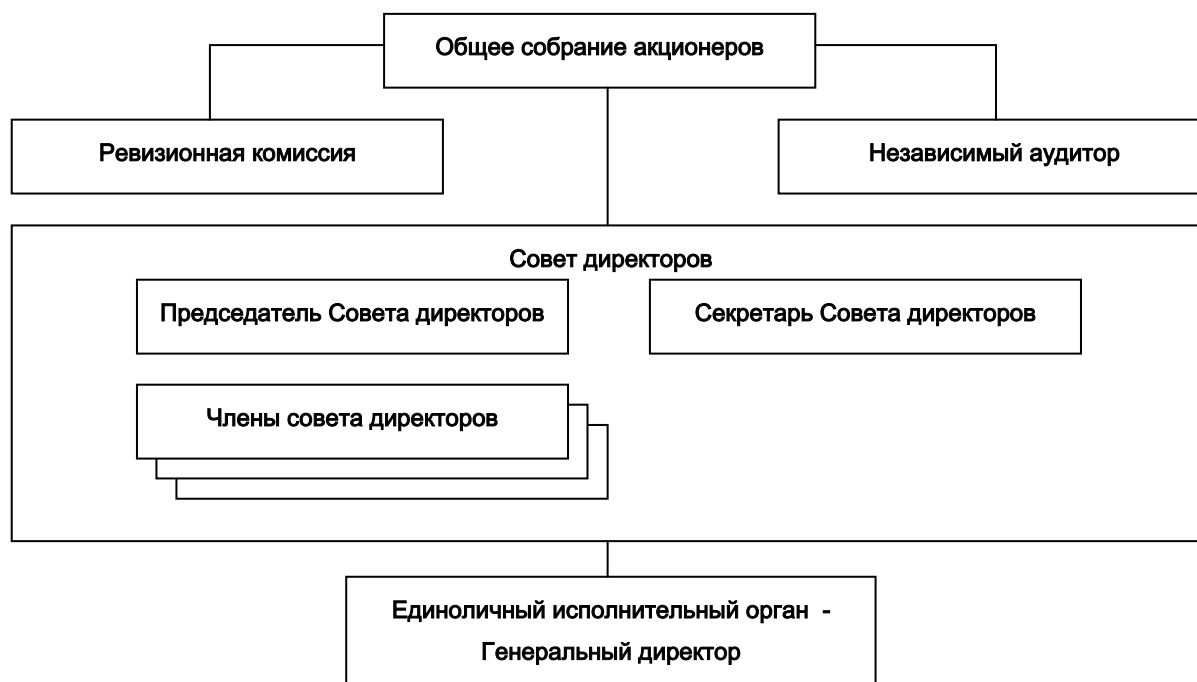 Общее собрание акционеров
Ревизионная комиссия
Независимый аудитор
Совет директоров
Председатель Совета директоров
Секретарь Совета директоров
Члены совета директоров
Единоличный исполнительный орган -
Генеральный директор